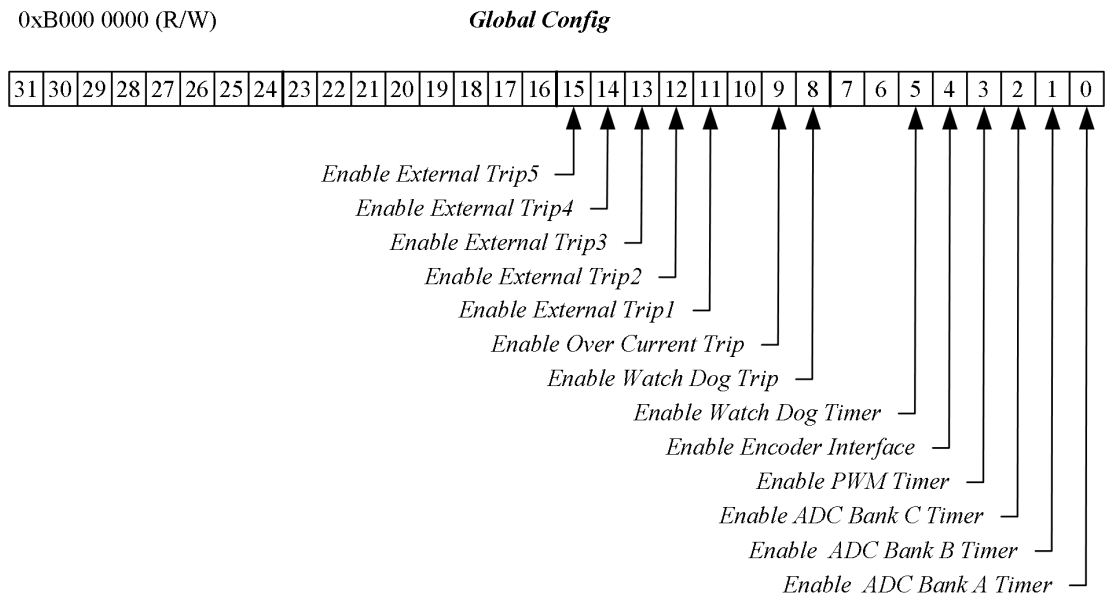 0xB000 0000 (R/W) Global Config
31 30 29 28 27 26 25 24 23 22 21 20 19 18 17 16 15 14 13 12 11 10 9 8 7 6 5 4 3 2 1 0
Enable External Trip5
Enable External Trip4
Enable External Trip3
Enable External Trip2
Enable External Trip1
Enable Over Current Trip
Enable Watch Dog Trip
Enable Watch Dog Timer
Enable Encoder Interface
Enable PWM Timer
Enable ADC Bank C Timer
Enable ADC Bank B Timer
Enable ADC Bank A Timer